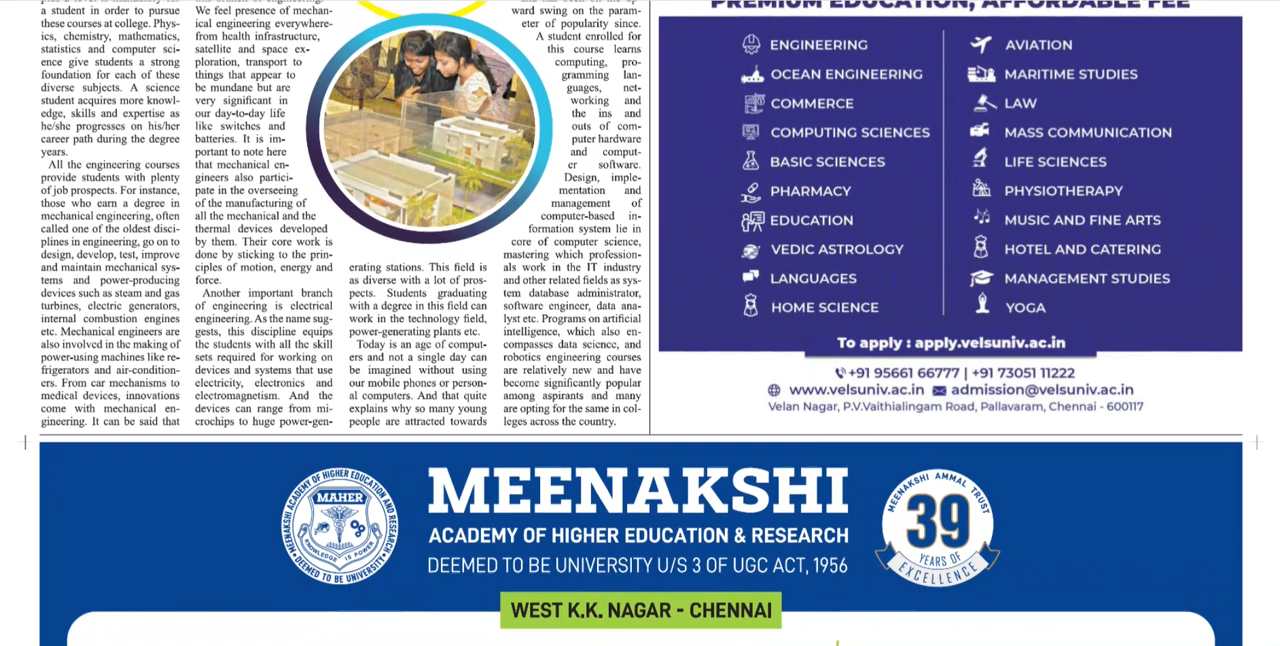 a student in order to pursue
these courses at college. Phys-
ics, chemistry, mathematics,
statistics and computer sci-
ence give students a strong
foundation for each of these
diverse subjects. A science
student acquires more knowl-
edge, skills and expertise as
he/she progresses on his/her
career path during the degree
years.
All the engineering courses
provide students with plenty
of job prospects. For instance,
those who earn a degree in
mechanical engineering, often
called one of the oldest disci-
plines in engineering, go on to
design, develop, test, improve
and maintain mechanical sys-
tems and power-producing
devices such as steam and gas
turbines, electric generators,
internal combustion engines
etc. Mechanical engineers are
also involved in the making of
power-using machines like re-
frigerators and air-condition-
ers. From car mechanisms to
medical devices, innovations
come with mechanical en-
gineering. It can be said that
We feel presence of mechan-
ical engineering everywhere-
from health infrastructure,
satellite and space ex-
ploration, transport to
things that appear to
be mundane but are
very significant in
our day-to-day life
like switches and
batteries. It is im-
portant to note here
that mechanical en-
gineers also partici-
pate in the overseeing
of the manufacturing of
all the mechanical and the
thermal devices developed
by them. Their core work is
done by sticking to the prin-
ciples of motion, energy and
force.
Another important branch
of engineering is electrical
engineering. As the name sug-
gests, this discipline equips
the students with all the skill
sets required for working on
devices and systems that use
electricity, electronics and
electromagnetism. And the
devices can range from mi-
crochips to huge power-gen-
erating stations. This field is
as diverse with a lot of pros-
pects. Students graduating
with a degree in this field can
work in the technology field,
power-generating plants etc.
Today is an age of comput-
ers and not a single day can
be imagined without using
our mobile phones or person-
al computers. And that quite
explains why so many young
people are attracted towards
ward swing on the param-
eter of popularity since.
A student enrolled for
this course learns
computing, pro-
gramming lan-
guages, net-
working and
the ins and
outs of com-
puter hardware
and comput-
er software.
Design, imple-
mentation and
management of
computer-based in-
formation system lie in
core of computer science,
mastering which profession-
als work in the IT industry
and other related fields as sys-
tem database administrator,
software engineer, data ana-
lyst etc. Programs on artificial
intelligence, which also en-
compasses data science, and
robotics engineering courses
are relatively new and have
become significantly popular
among aspirants and many
are opting for the same in col-
leges across the country.
PREMIUM EDUCATION, AFFORDABLE FEE
ENGINEERING
OCEAN ENGINEERING
COMMERCE
COMPUTING SCIENCES
BASIC SCIENCES
PHARMACY
EDUCATION
VEDIC ASTROLOGY
LANGUAGES
HOME SCIENCE
AVIATION
MARITIME STUDIES
LAW
MASS COMMUNICATION
LIFE SCIENCES
PHYSIOTHERAPY
MUSIC AND FINE ARTS
HOTEL AND CATERING
MANAGEMENT STUDIES
YOGA
To apply : apply.velsuniv.ac.in
+91 95661 66777 | +91 73051 11222
www.velsuniv.ac.in admission@velsuniv.ac.in
Velan Nagar, P.V.Vaithialingam Road, Pallavaram, Chennai - 600117
MEENAKSHI ACADEMY OF HIGHER EDUCATION AND RESEARCH
MAHER
KNOWLEDGE IS POWER
DEEMED TO BE UNIVERSITY
MEENAKSHI
ACADEMY OF HIGHER EDUCATION & RESEARCH
DEEMED TO BE UNIVERSITY U/S 3 OF UGC ACT, 1956
MEENAKSHI AMMAL TRUST
39
YEARS OF
EXCELLENCE
WEST K.K. NAGAR - CHENNAI